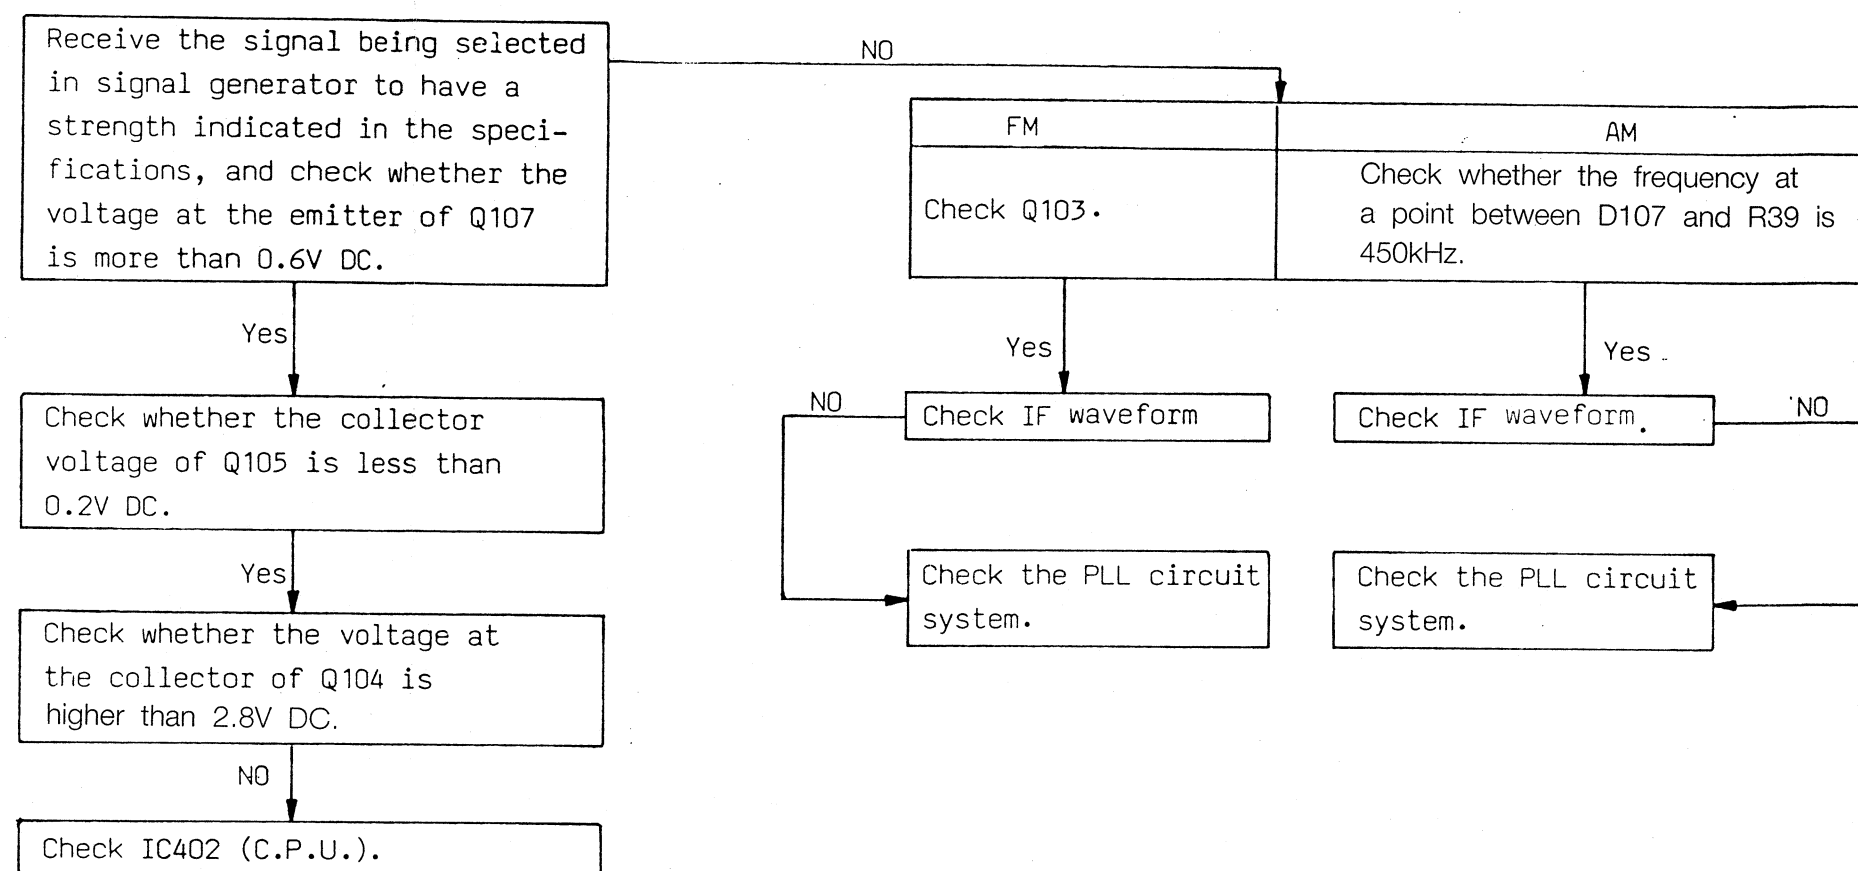 Receive the signal being selected
in signal generator to have a
strength indicated in the speci-
fications, and check whether the
voltage at the emitter of Q107
is more than 0.6V DC.
Yes
Check whether the collector
voltage of Q105 is less than
0.2V DC.
Yes
Check whether the voltage at
the collector of Q104 is
higher than 2.8V DC.
NO
Check IC402 (C.P.U.).
NO
FM
AM
Check Q103.
Check whether the frequency at
a point between D107 and R39 is
450kHz.
Yes
Yes
NO
Check IF waveform
Check IF waveform.
NO
Check the PLL circuit
system.
Check the PLL circuit
system.